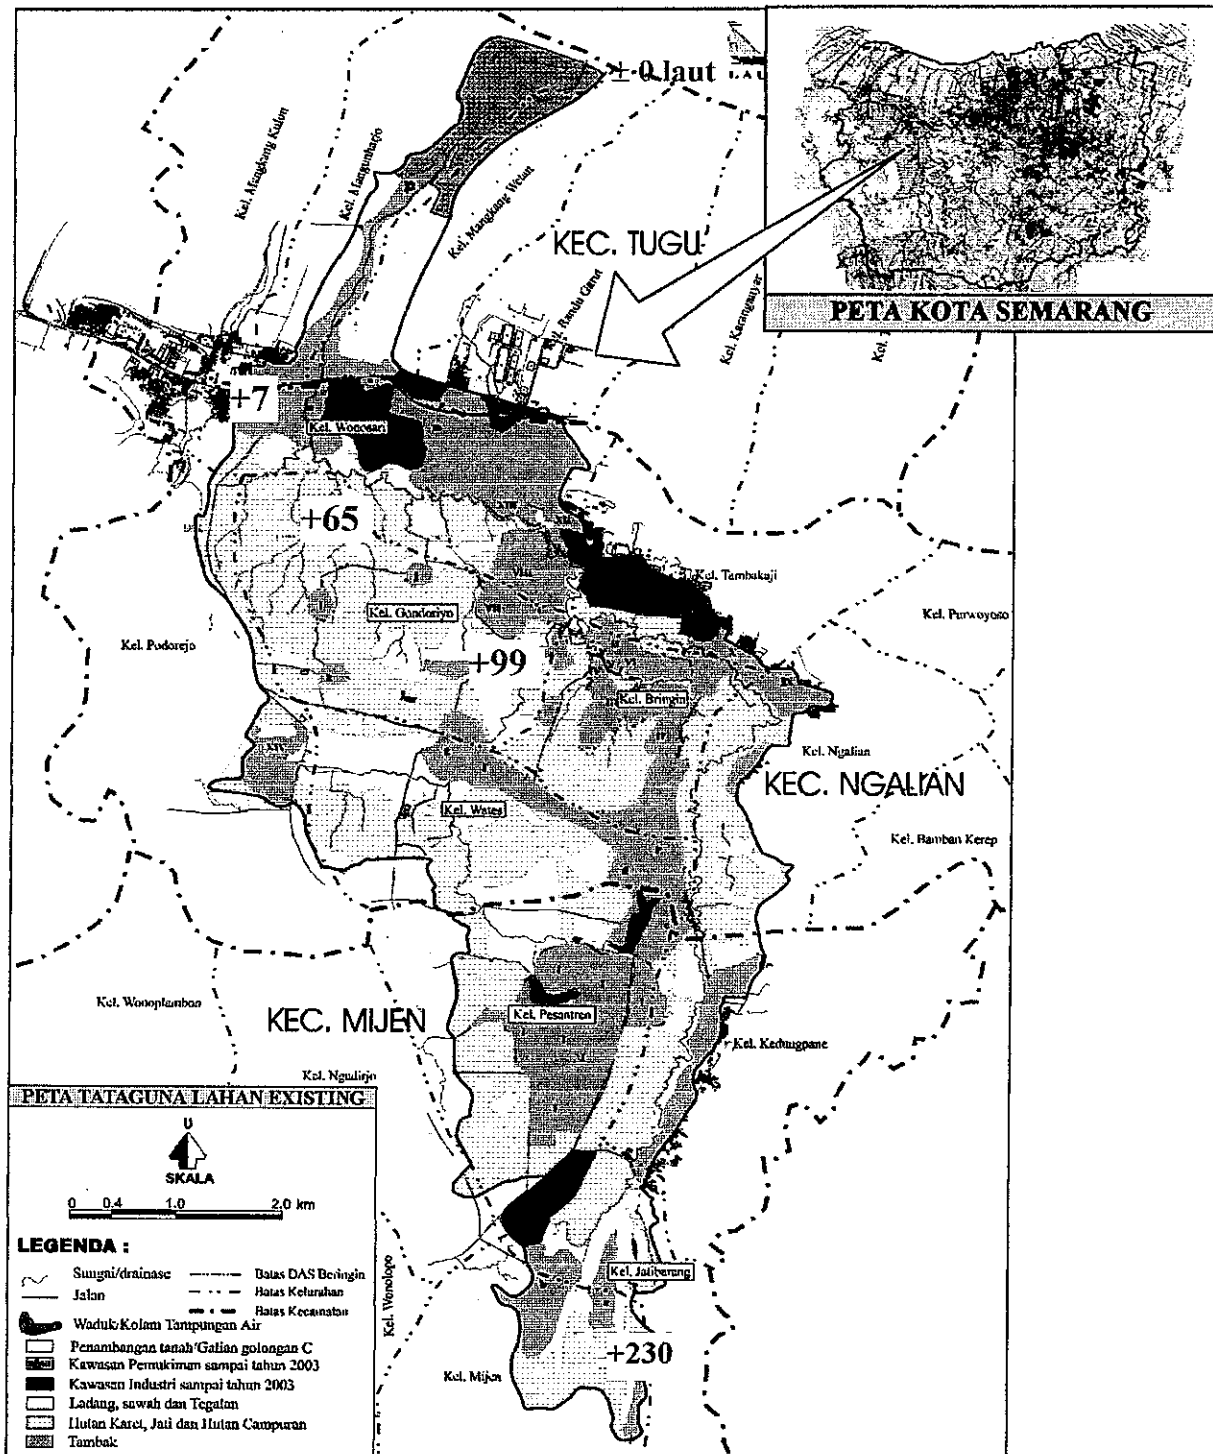 ± 0 laut
LAU
PETA KOTA SEMARANG
Kel. Mangkang Kulon
Kel. Mangunharjo
Kel. Mangkang Wetan
KEC. TUGU
Kel. Randu Garut
Kel. Karanganyar
+7
Kel. Wonosari
+65
Kel. Tambakaji
Kel. Gondoriyo
Kel. Purwoyoso
Kel. Podorejo
+99
Kel. Bringin
Kel. Ngalian
KEC. NGALIAN
Kel. Wates
Kel. Bamban Kerep
Kel. Wonoplumbon
KEC. MIJEN
Kel. Pesantren
Kel. Kedungpane
Kel. Ngadirjo
PETA TATAGUNA LAHAN EXISTING
U
SKALA
0 0.4 1.0 2.0 km
LEGENDA :
Sungai/drainase
Batas DAS Beringin
Jalan
Batas Kelurahan
Batas Kecamatan
Waduk/Kolam Tampungan Air
Penambangan tanah/Galian golongan C
Kawasan Permukiman sampai tahun 2003
Kawasan Industri sampai tahun 2003
Ladang, sawah dan Tegalan
Hutan Karet, Jati dan Hutan Campuran
Tambak
Kel. Wonolopo
Kel. Jatibarang
+230
Kel. Mijen